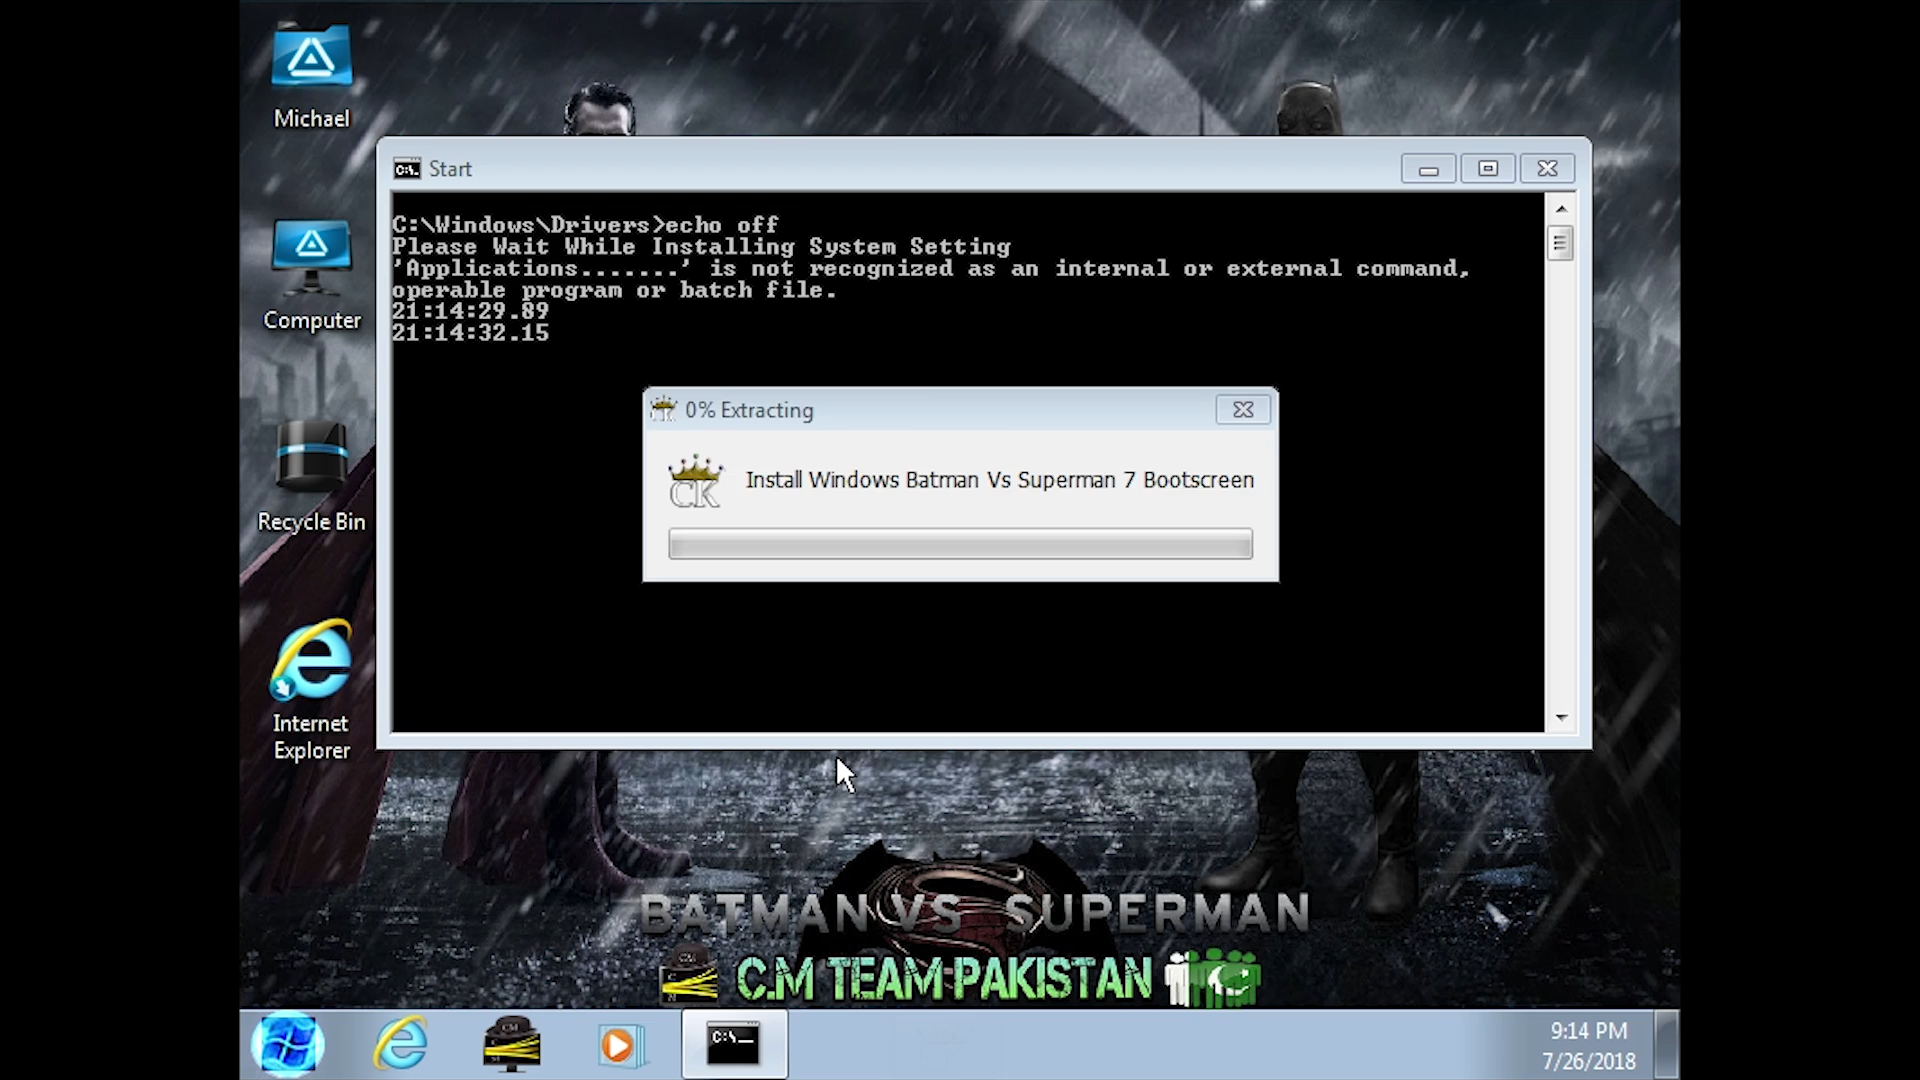 Michael
Computer
Recycle Bin
Internet
Explorer
Start
C:\Windows\Drivers>echo off
Please Wait While Installing System Setting
'Applications.......' is not recognized as an internal or external command,
operable program or batch file.
21:14:29.89
21:14:32.15
0% Extracting
CK
Install Windows Batman Vs Superman 7 Bootscreen
BATMAN VS SUPERMAN
CM
C.M TEAM PAKISTAN
CM
C:\_
9:14 PM
7/26/2018